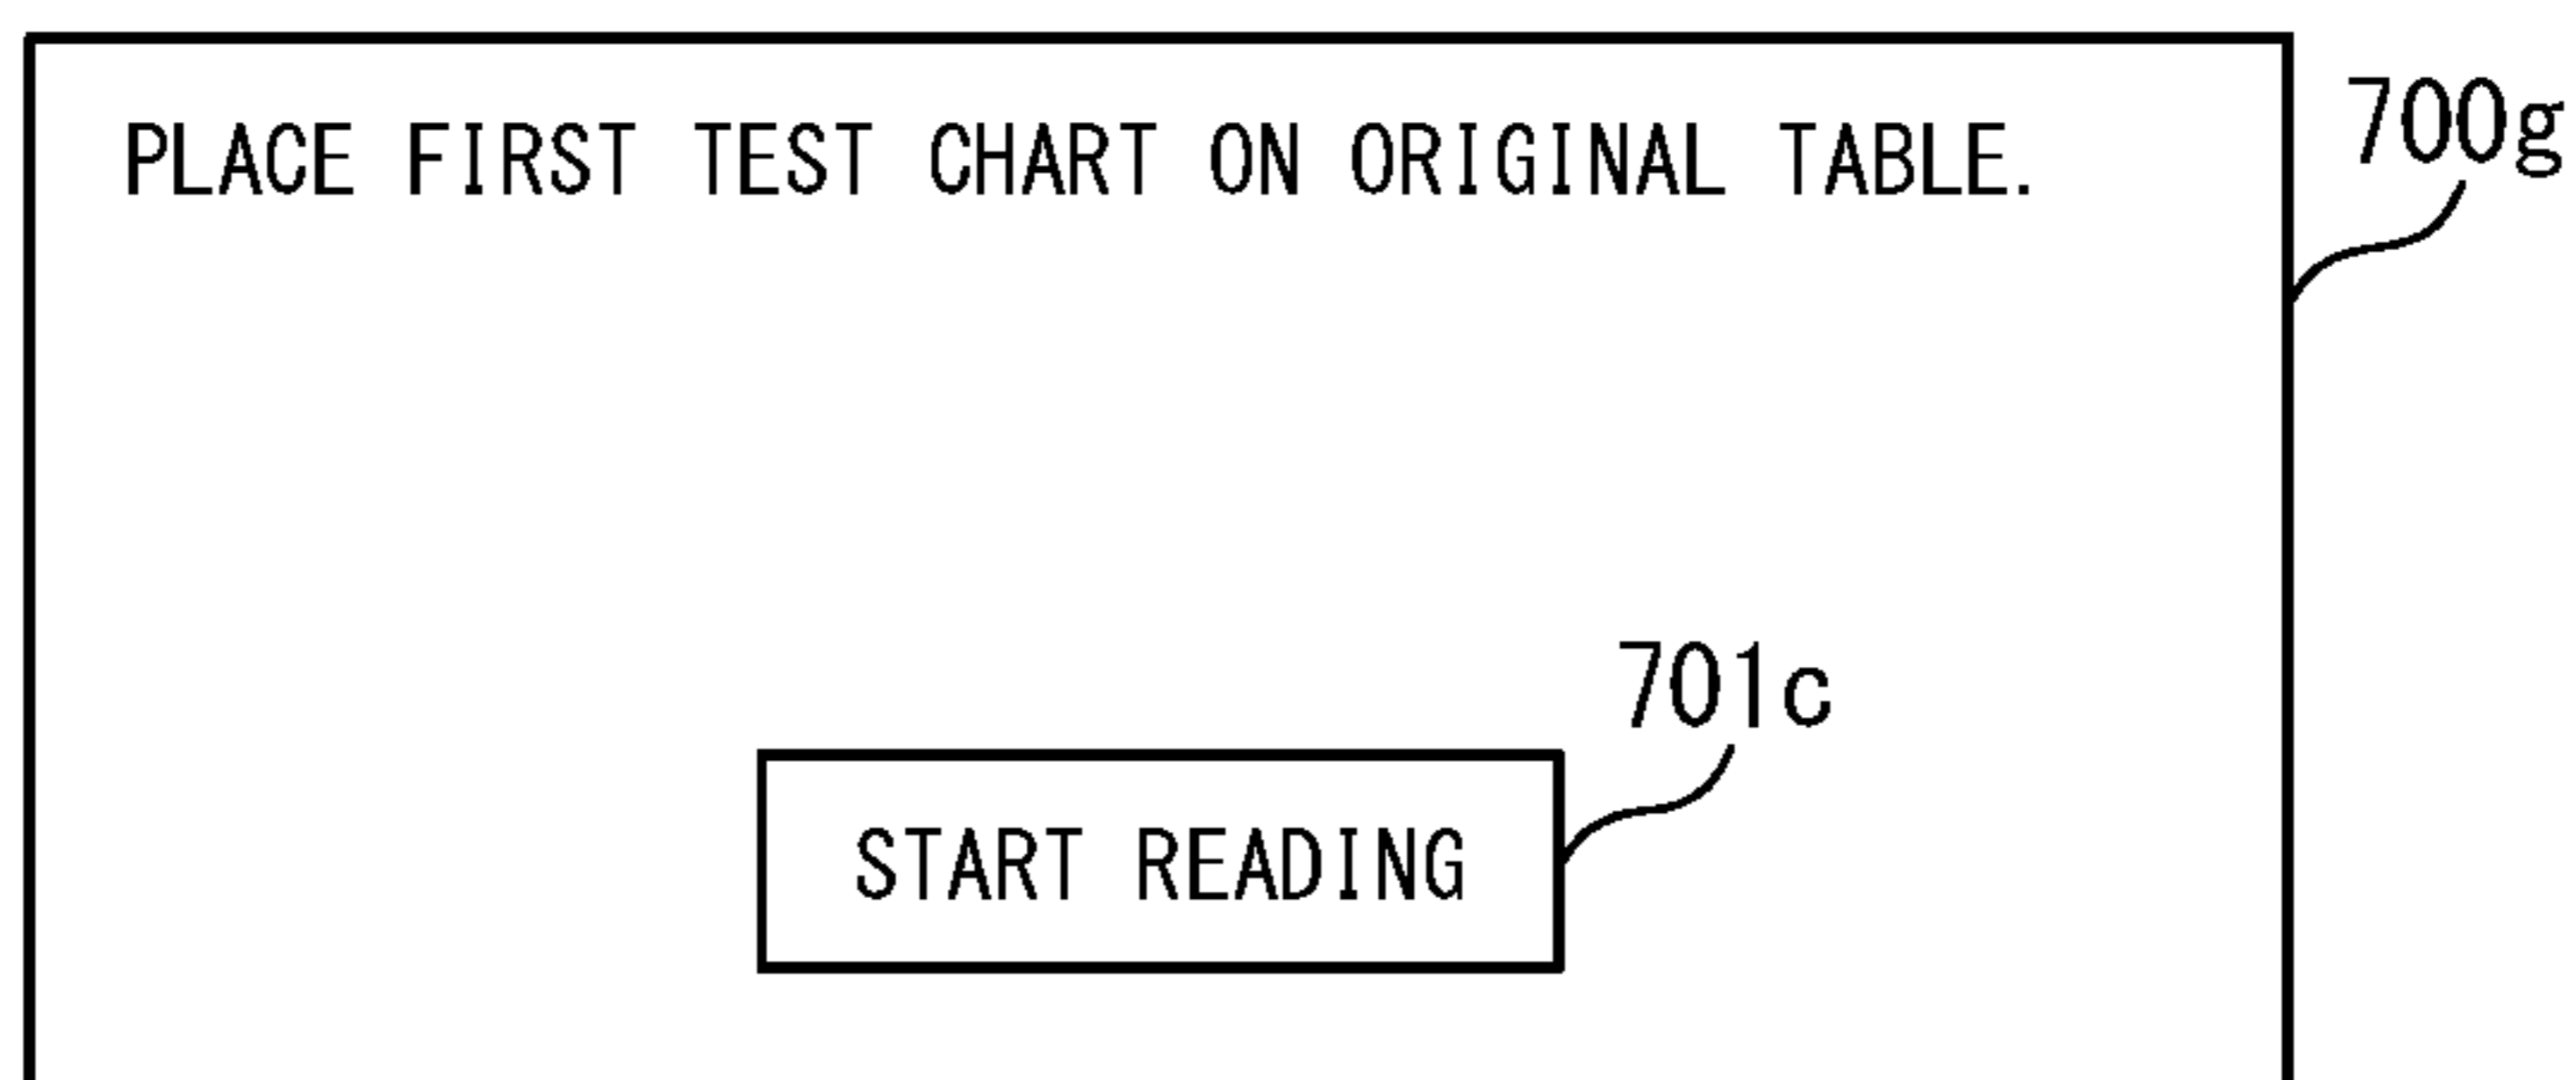 PLACE FIRST TEST CHART ON ORIGINAL TABLE.
700g
701c
START READING